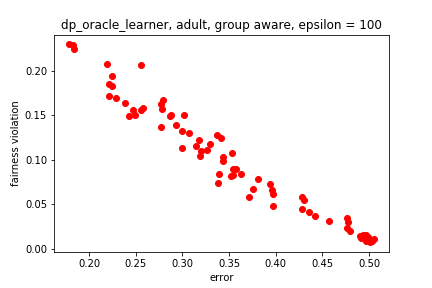 dp_oracle_learner, adult, group aware, epsilon = 100
fairness violation
0.20
0.15
0.10
0.05
0.00
0.20 0.25 0.30 0.35 0.40 0.45 0.50
error